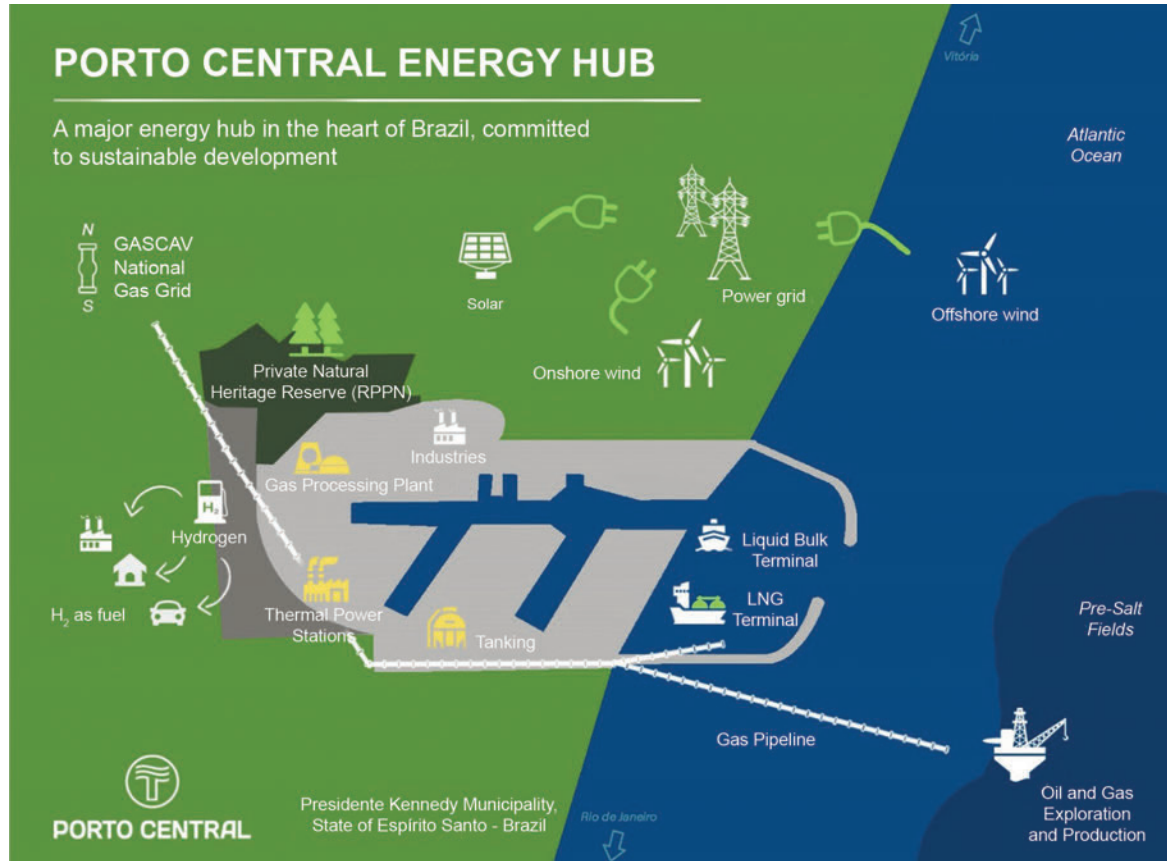 PORTO CENTRAL ENERGY HUB
A major energy hub in the heart of Brazil, committed
to sustainable development
Vitória
Atlantic
Ocean
N
S
GASCAV
National
Gas Grid
Solar
Power grid
Offshore wind
Onshore wind
Private Natural
Heritage Reserve (RPPN)
Industries
Gas Processing Plant
H₂
Hydrogen
H₂ as fuel
Thermal Power
Stations
Tanking
Liquid Bulk
Terminal
LNG
Terminal
Pre-Salt
Fields
Gas Pipeline
Oil and Gas
Exploration
and Production
PORTO CENTRAL
Presidente Kennedy Municipality,
State of Espírito Santo - Brazil
Rio de Janeiro